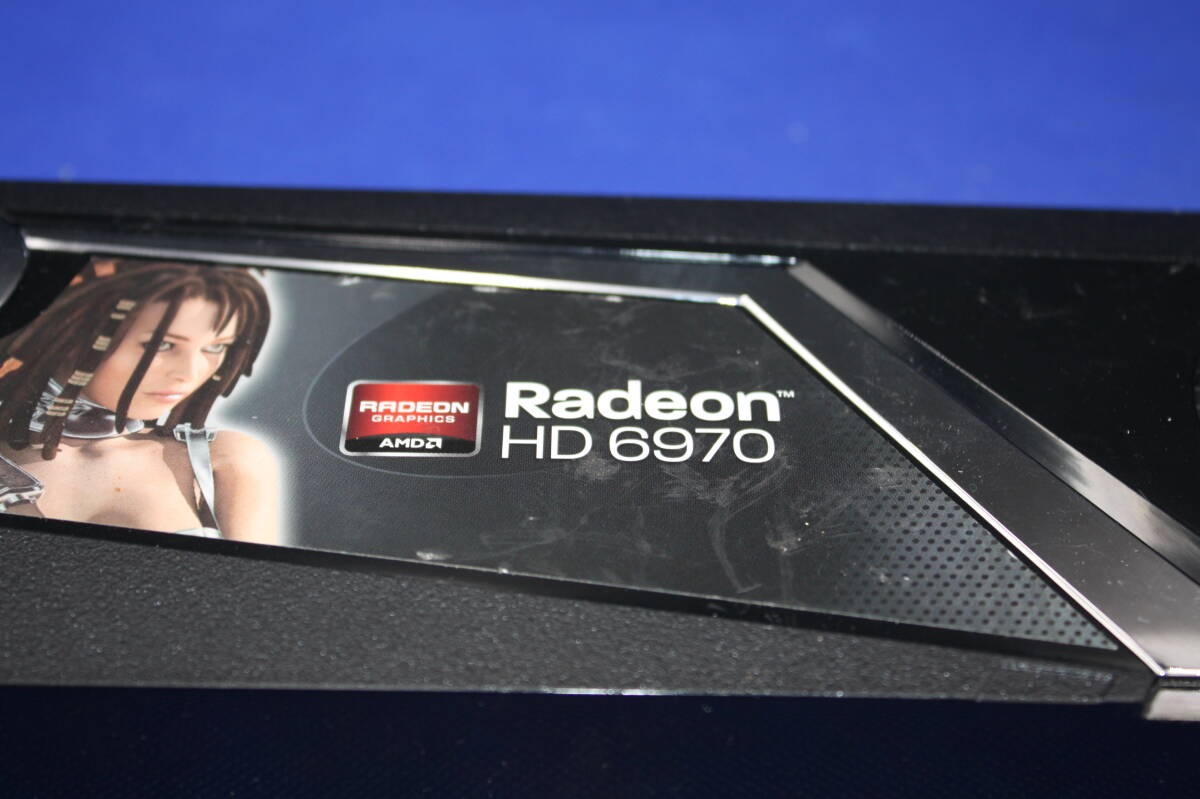 RADEON
GRAPHICS
AMD
Radeon™
HD 6970